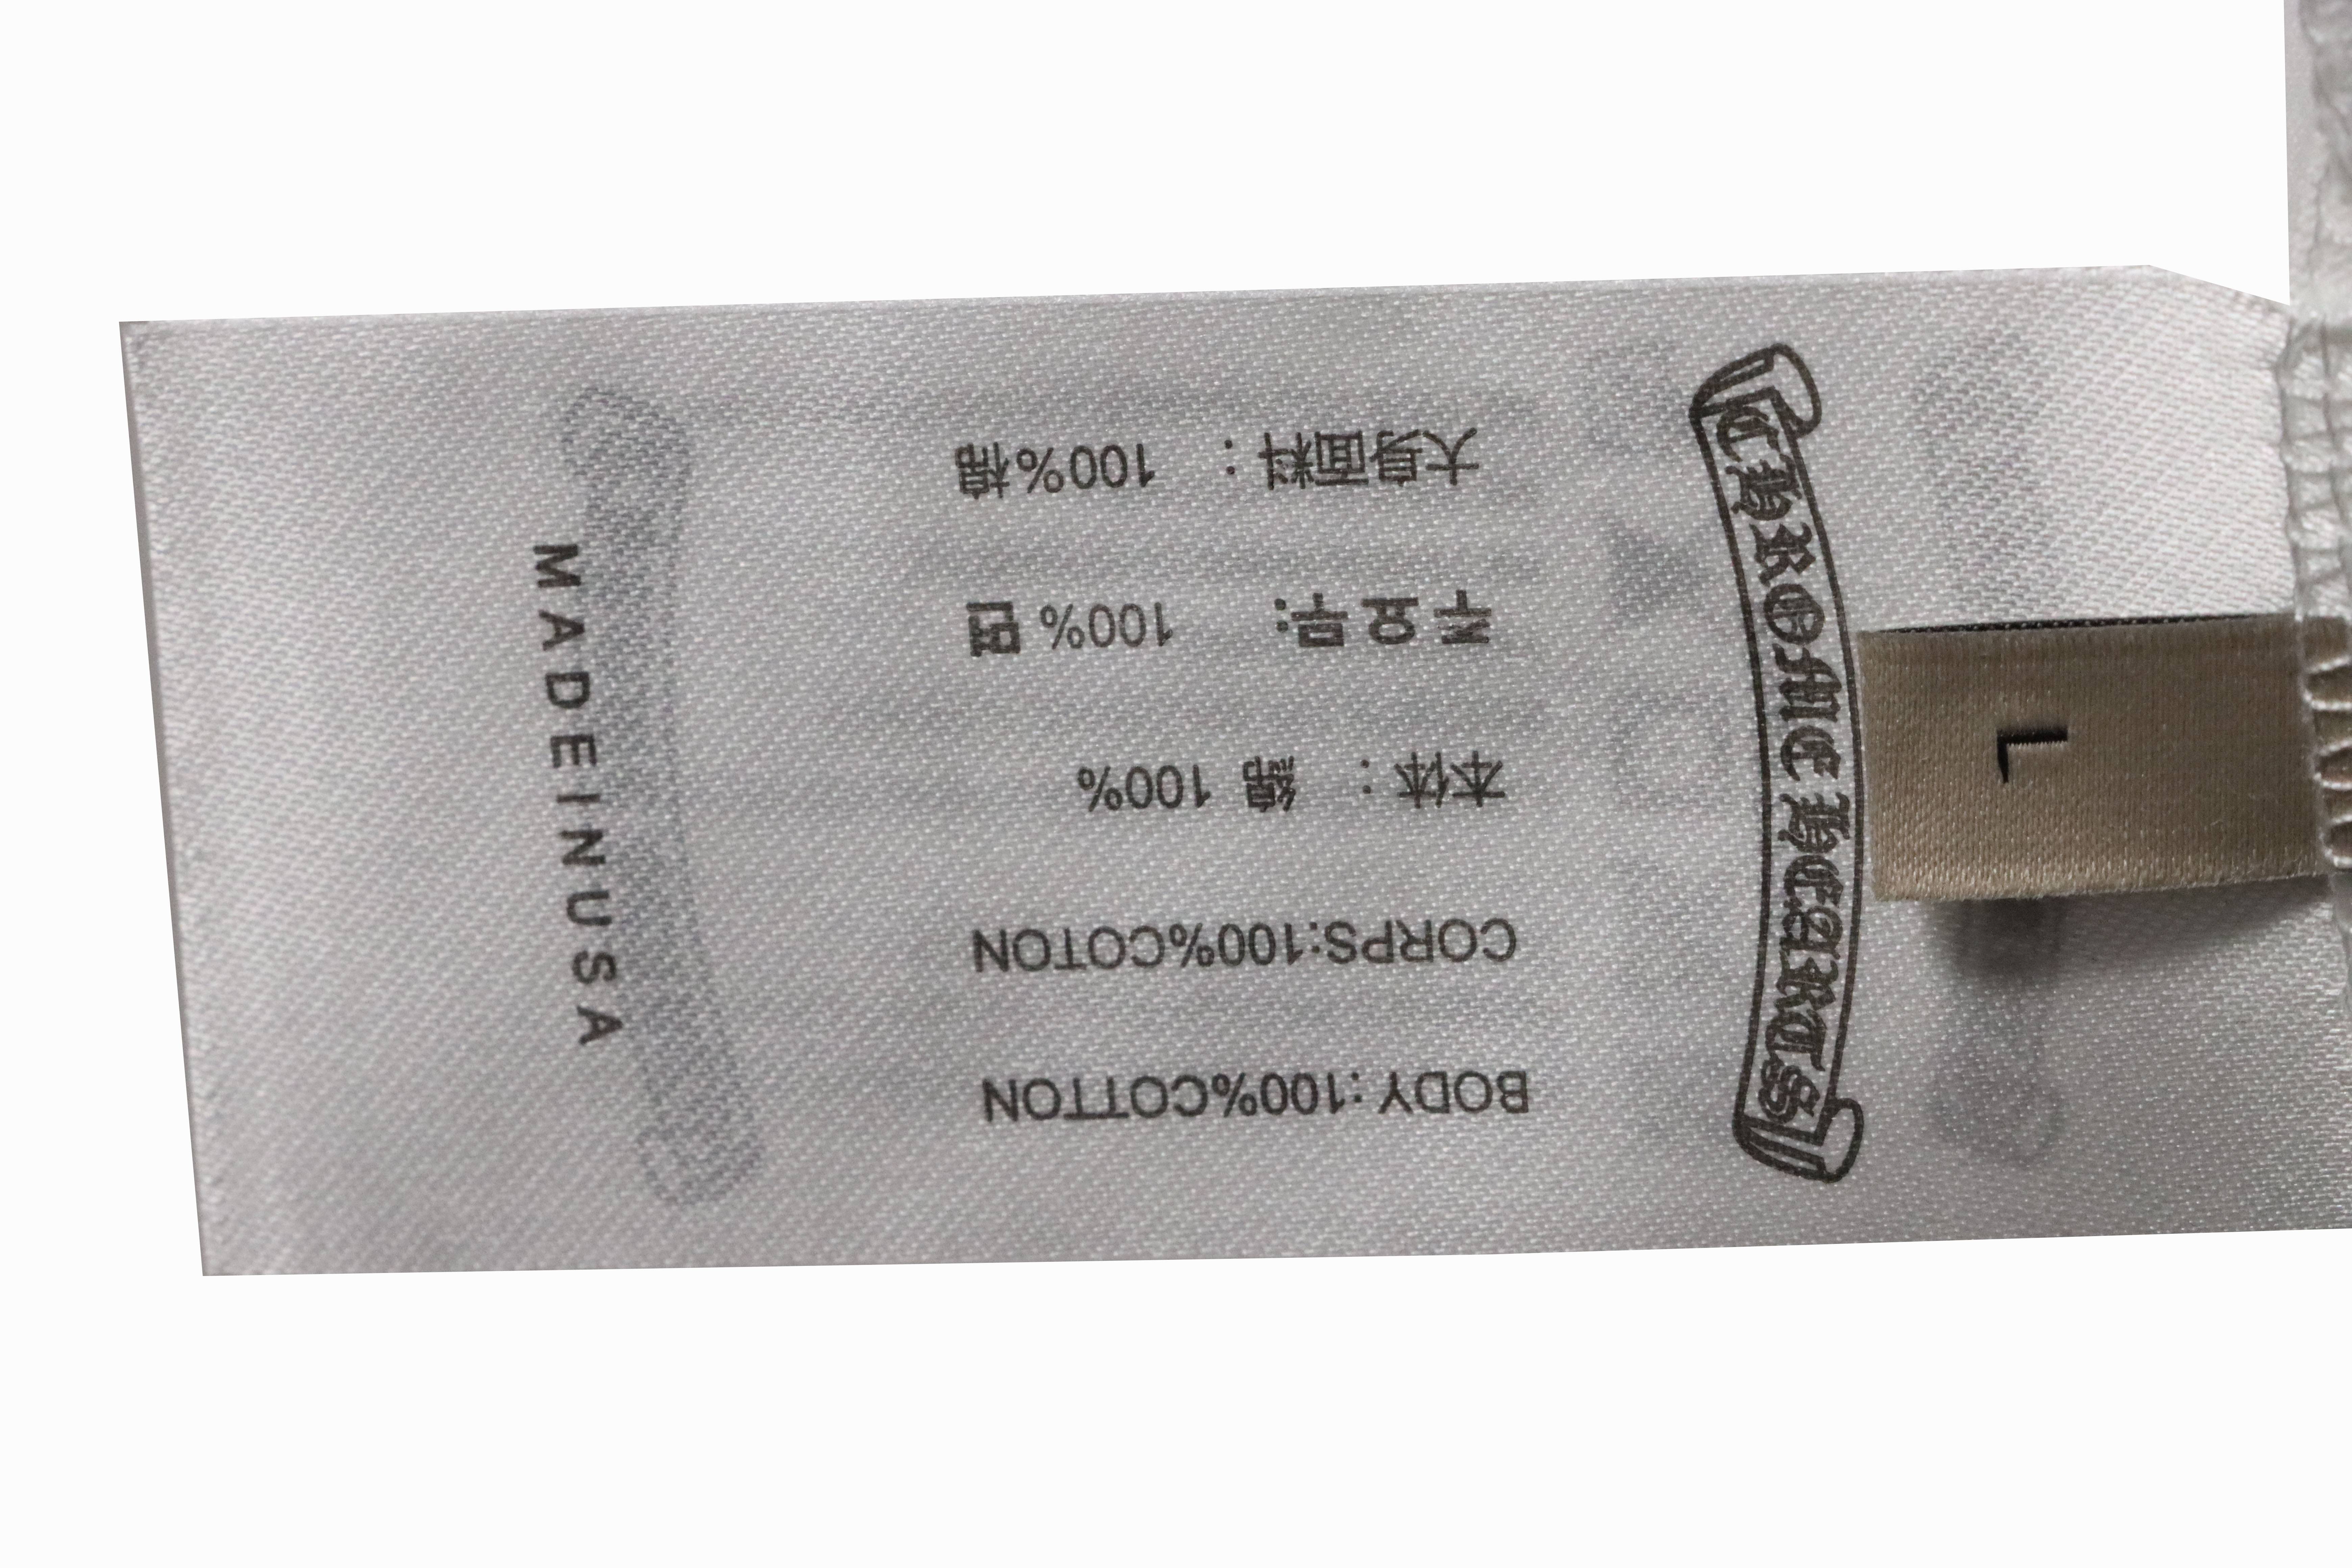 L
CHROME HEARTS
BODY:100%COTTON
CORPS:100%COTON
本体： 綿 100%
주요부: 100% 면
大身面料： 100%棉
MADEINUSA